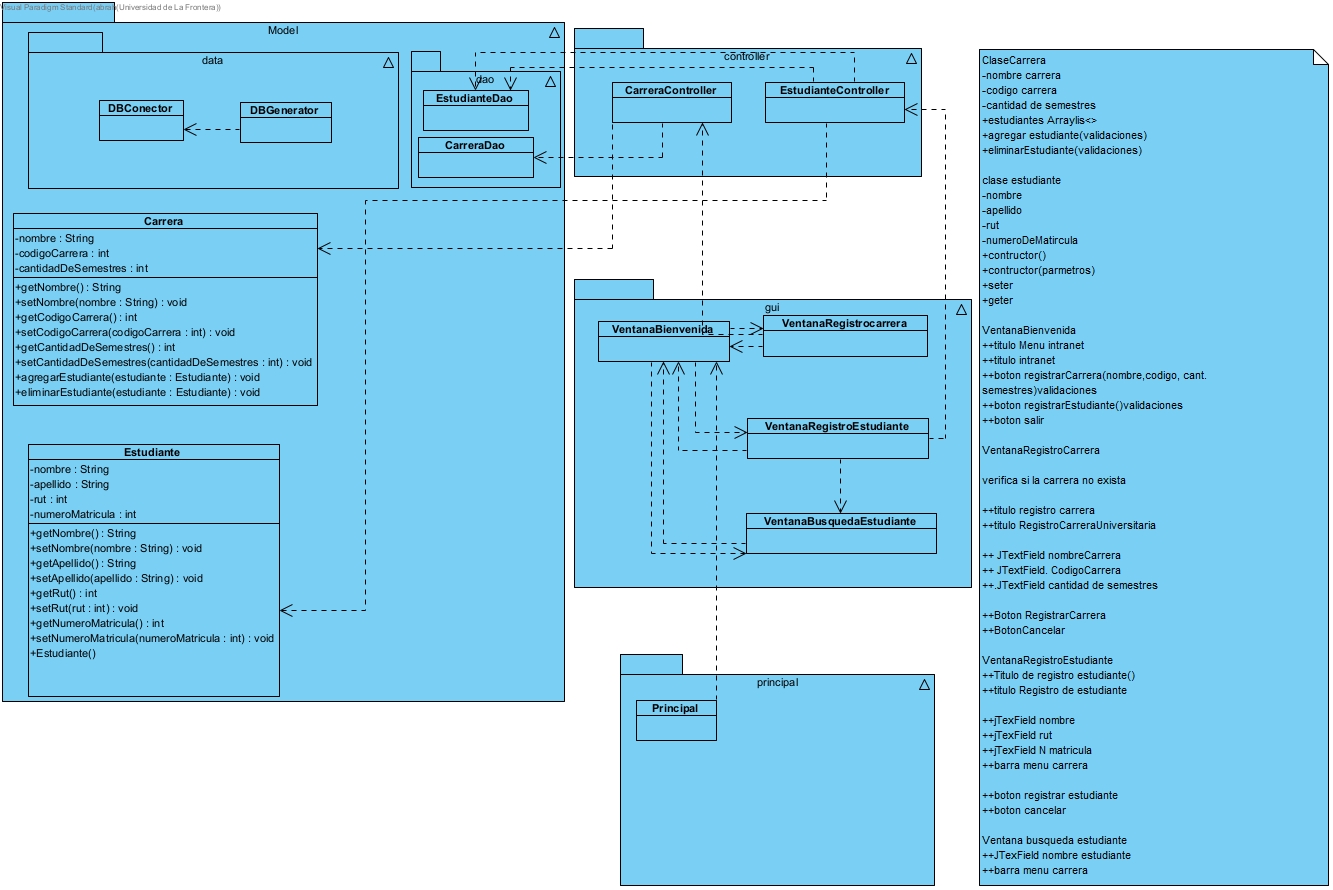 Visual Paradigm Standard(abran(Universidad de La Frontera))
Model
data
DBConector
DBGenerator
dao
EstudianteDao
CarreraDao
Carrera
-nombre : String
-codigoCarrera : int
-cantidadDeSemestres : int
+getNombre() : String
+setNombre(nombre : String) : void
+getCodigoCarrera() : int
+setCodigoCarrera(codigoCarrera : int) : void
+getCantidadDeSemestres() : int
+setCantidadDeSemestres(cantidadDeSemestres : int) : void
+agregarEstudiante(estudiante : Estudiante) : void
+eliminarEstudiante(estudiante : Estudiante) : void
Estudiante
-nombre : String
-apellido : String
-rut : int
-numeroMatricula : int
+getNombre() : String
+setNombre(nombre : String) : void
+getApellido() : String
+setApellido(apellido : String) : void
+getRut() : int
+setRut(rut : int) : void
+getNumeroMatricula() : int
+setNumeroMatricula(numeroMatricula : int) : void
+Estudiante()
controller
CarreraController
EstudianteController
gui
VentanaBienvenida
VentanaRegistrocarrera
VentanaRegistroEstudiante
VentanaBusquedaEstudiante
principal
Principal
ClaseCarrera
-nombre carrera
-codigo carrera
-cantidad de semestres
+estudiantes Arraylis<>
+agregar estudiante(validaciones)
+eliminarEstudiante(validaciones)
clase estudiante
-nombre
-apellido
-rut
-numeroDeMatircula
+contructor()
+contructor(parmetros)
+seter
+geter
VentanaBienvenida
++titulo Menu intranet
++titulo intranet
++boton registrarCarrera(nombre,codigo, cant.
semestres)validaciones
++boton registrarEstudiante()validaciones
++boton salir
VentanaRegistroCarrera
verifica si la carrera no exista
++titulo registro carrera
++titulo RegistroCarreraUniversitaria
++ JTextField nombreCarrera
++ JTextField. CodigoCarrera
++.JTextField cantidad de semestres
++Boton RegistrarCarrera
++BotonCancelar
VentanaRegistroEstudiante
++Titulo de registro estudiante()
++titulo Registro de estudiante
++jTexField nombre
++jTexField rut
++jTexField N matricula
++barra menu carrera
++boton registrar estudiante
++boton cancelar
Ventana busqueda estudiante
++JTexField nombre estudiante
++barra menu carrera